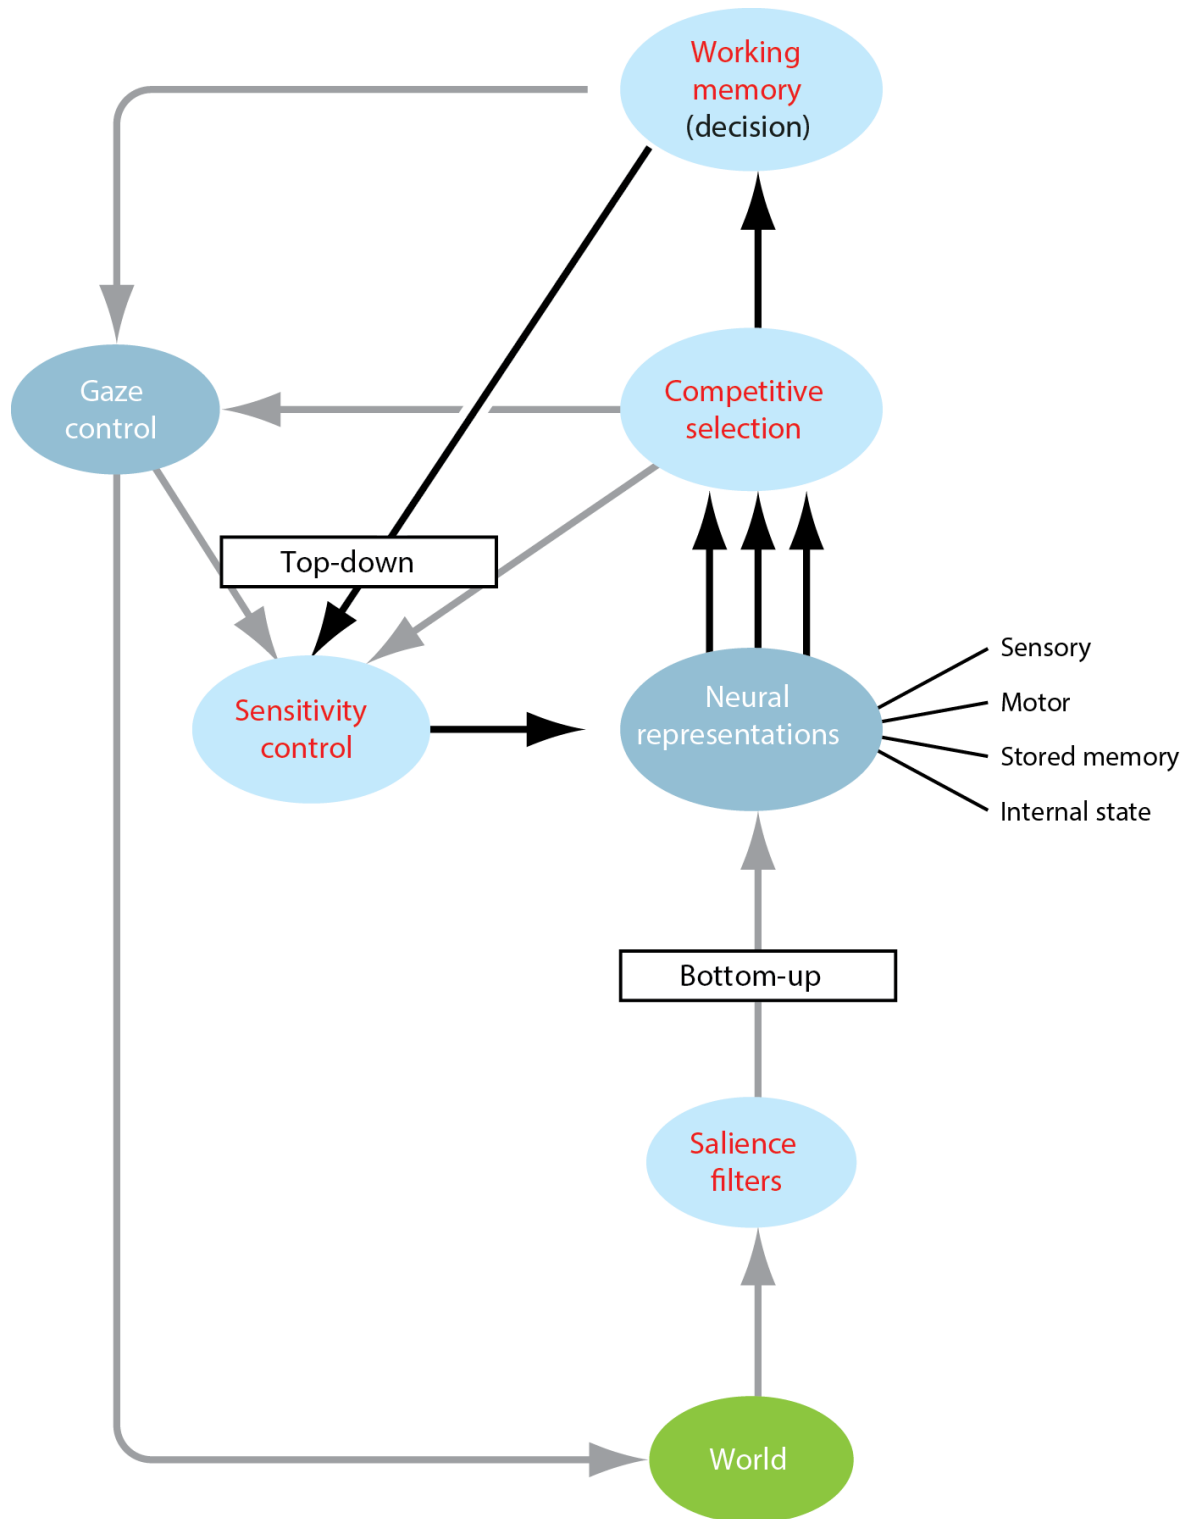 Working
memory
(decision)
Gaze
control
Competitive
selection
Top-down
Sensitivity
control
Neural
representations
Sensory
Motor
Stored memory
Internal state
Bottom-up
Salience
filters
World